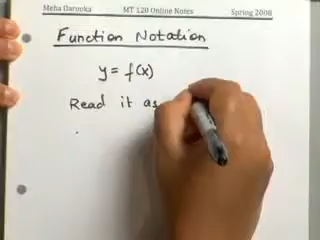 Meha Darooka MT 120 Online Notes Spring 2008
Function Notation
y = f(x)
Read it as